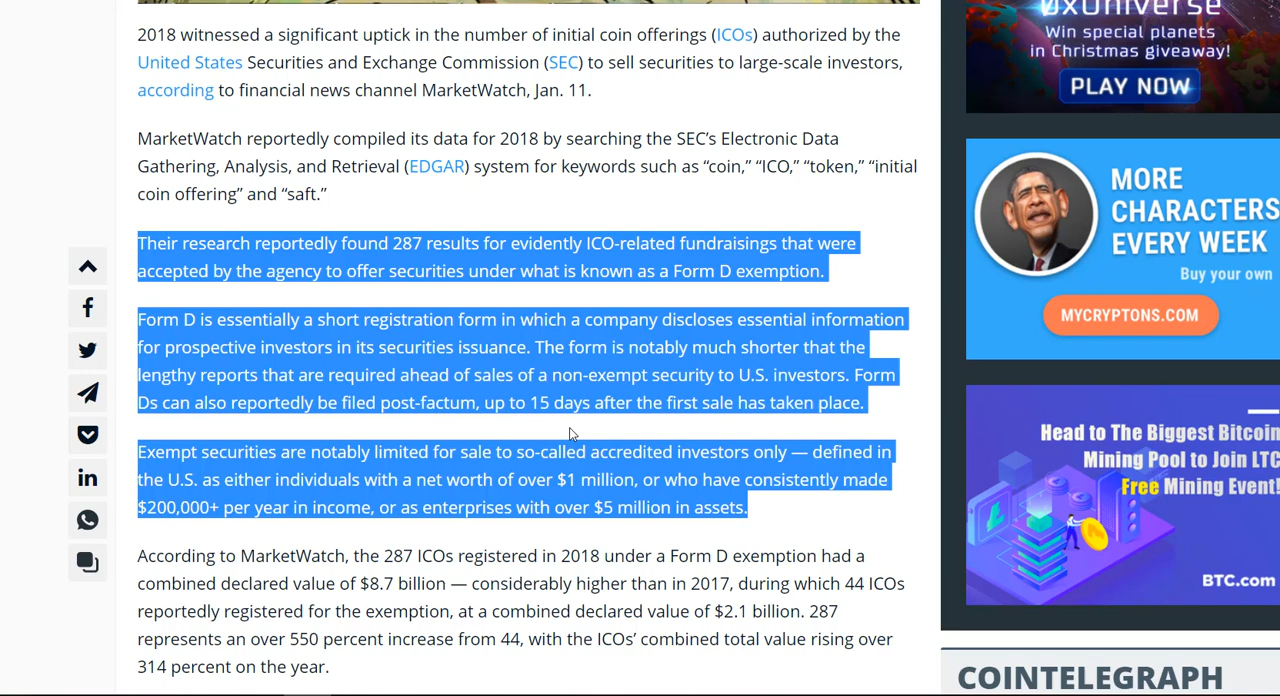 2018 witnessed a significant uptick in the number of initial coin offerings (ICOs) authorized by the
United States Securities and Exchange Commission (SEC) to sell securities to large-scale investors,
according to financial news channel MarketWatch, Jan. 11.
MarketWatch reportedly compiled its data for 2018 by searching the SEC’s Electronic Data
Gathering, Analysis, and Retrieval (EDGAR) system for keywords such as “coin,” “ICO,” “token,” “initial
coin offering” and “saft.”
Their research reportedly found 287 results for evidently ICO-related fundraisings that were
accepted by the agency to offer securities under what is known as a Form D exemption.
Form D is essentially a short registration form in which a company discloses essential information
for prospective investors in its securities issuance. The form is notably much shorter that the
lengthy reports that are required ahead of sales of a non-exempt security to U.S. investors. Form
Ds can also reportedly be filed post-factum, up to 15 days after the first sale has taken place.
Exempt securities are notably limited for sale to so-called accredited investors only — defined in
the U.S. as either individuals with a net worth of over $1 million, or who have consistently made
$200,000+ per year in income, or as enterprises with over $5 million in assets.
According to MarketWatch, the 287 ICOs registered in 2018 under a Form D exemption had a
combined declared value of $8.7 billion — considerably higher than in 2017, during which 44 ICOs
reportedly registered for the exemption, at a combined declared value of $2.1 billion. 287
represents an over 550 percent increase from 44, with the ICOs’ combined total value rising over
314 percent on the year.
0xUniverse
Win special planets
in Christmas giveaway!
PLAY NOW
MORE
CHARACTERS
EVERY WEEK
Buy your own
MYCRYPTONS.COM
Head to The Biggest Bitcoin
Mining Pool to Join LTC
Free Mining Event!
BTC.com
COINTELEGRAPH